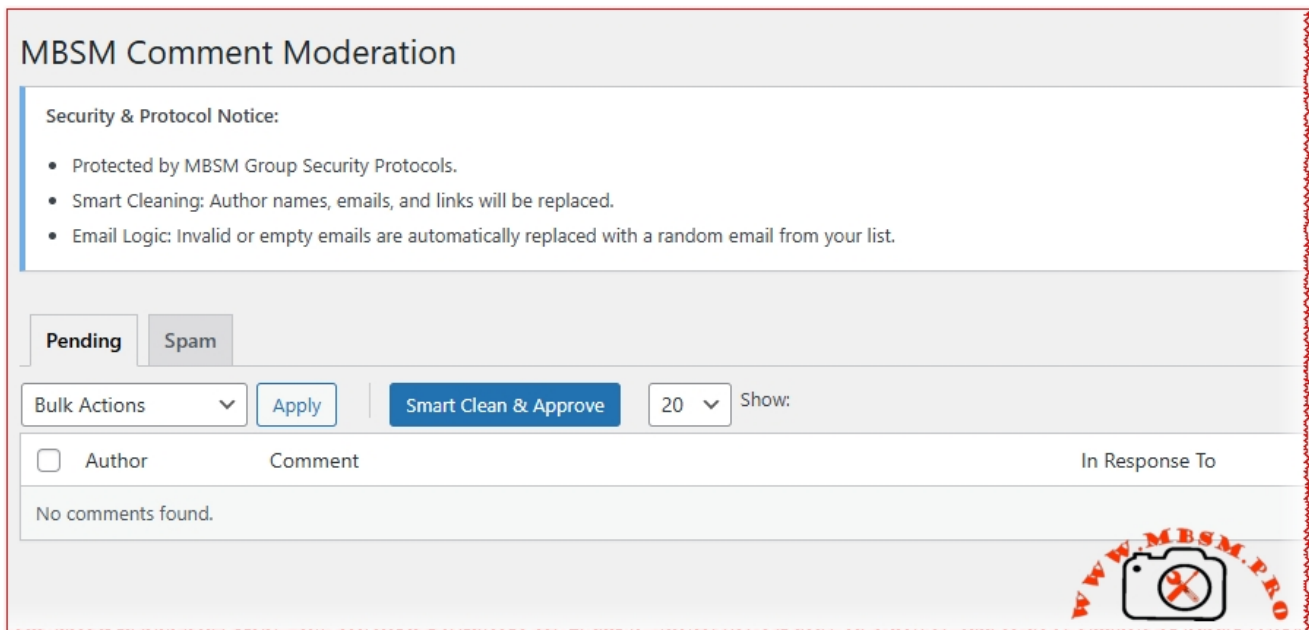 MBSM Comment Moderation
Security & Protocol Notice:
• Protected by MBSM Group Security Protocols.
• Smart Cleaning: Author names, emails, and links will be replaced.
• Email Logic: Invalid or empty emails are automatically replaced with a random email from your list.
Pending Spam
Bulk Actions Apply Smart Clean & Approve 20 Show:
Author Comment In Response To
No comments found.
WWW.MBSM.PRO